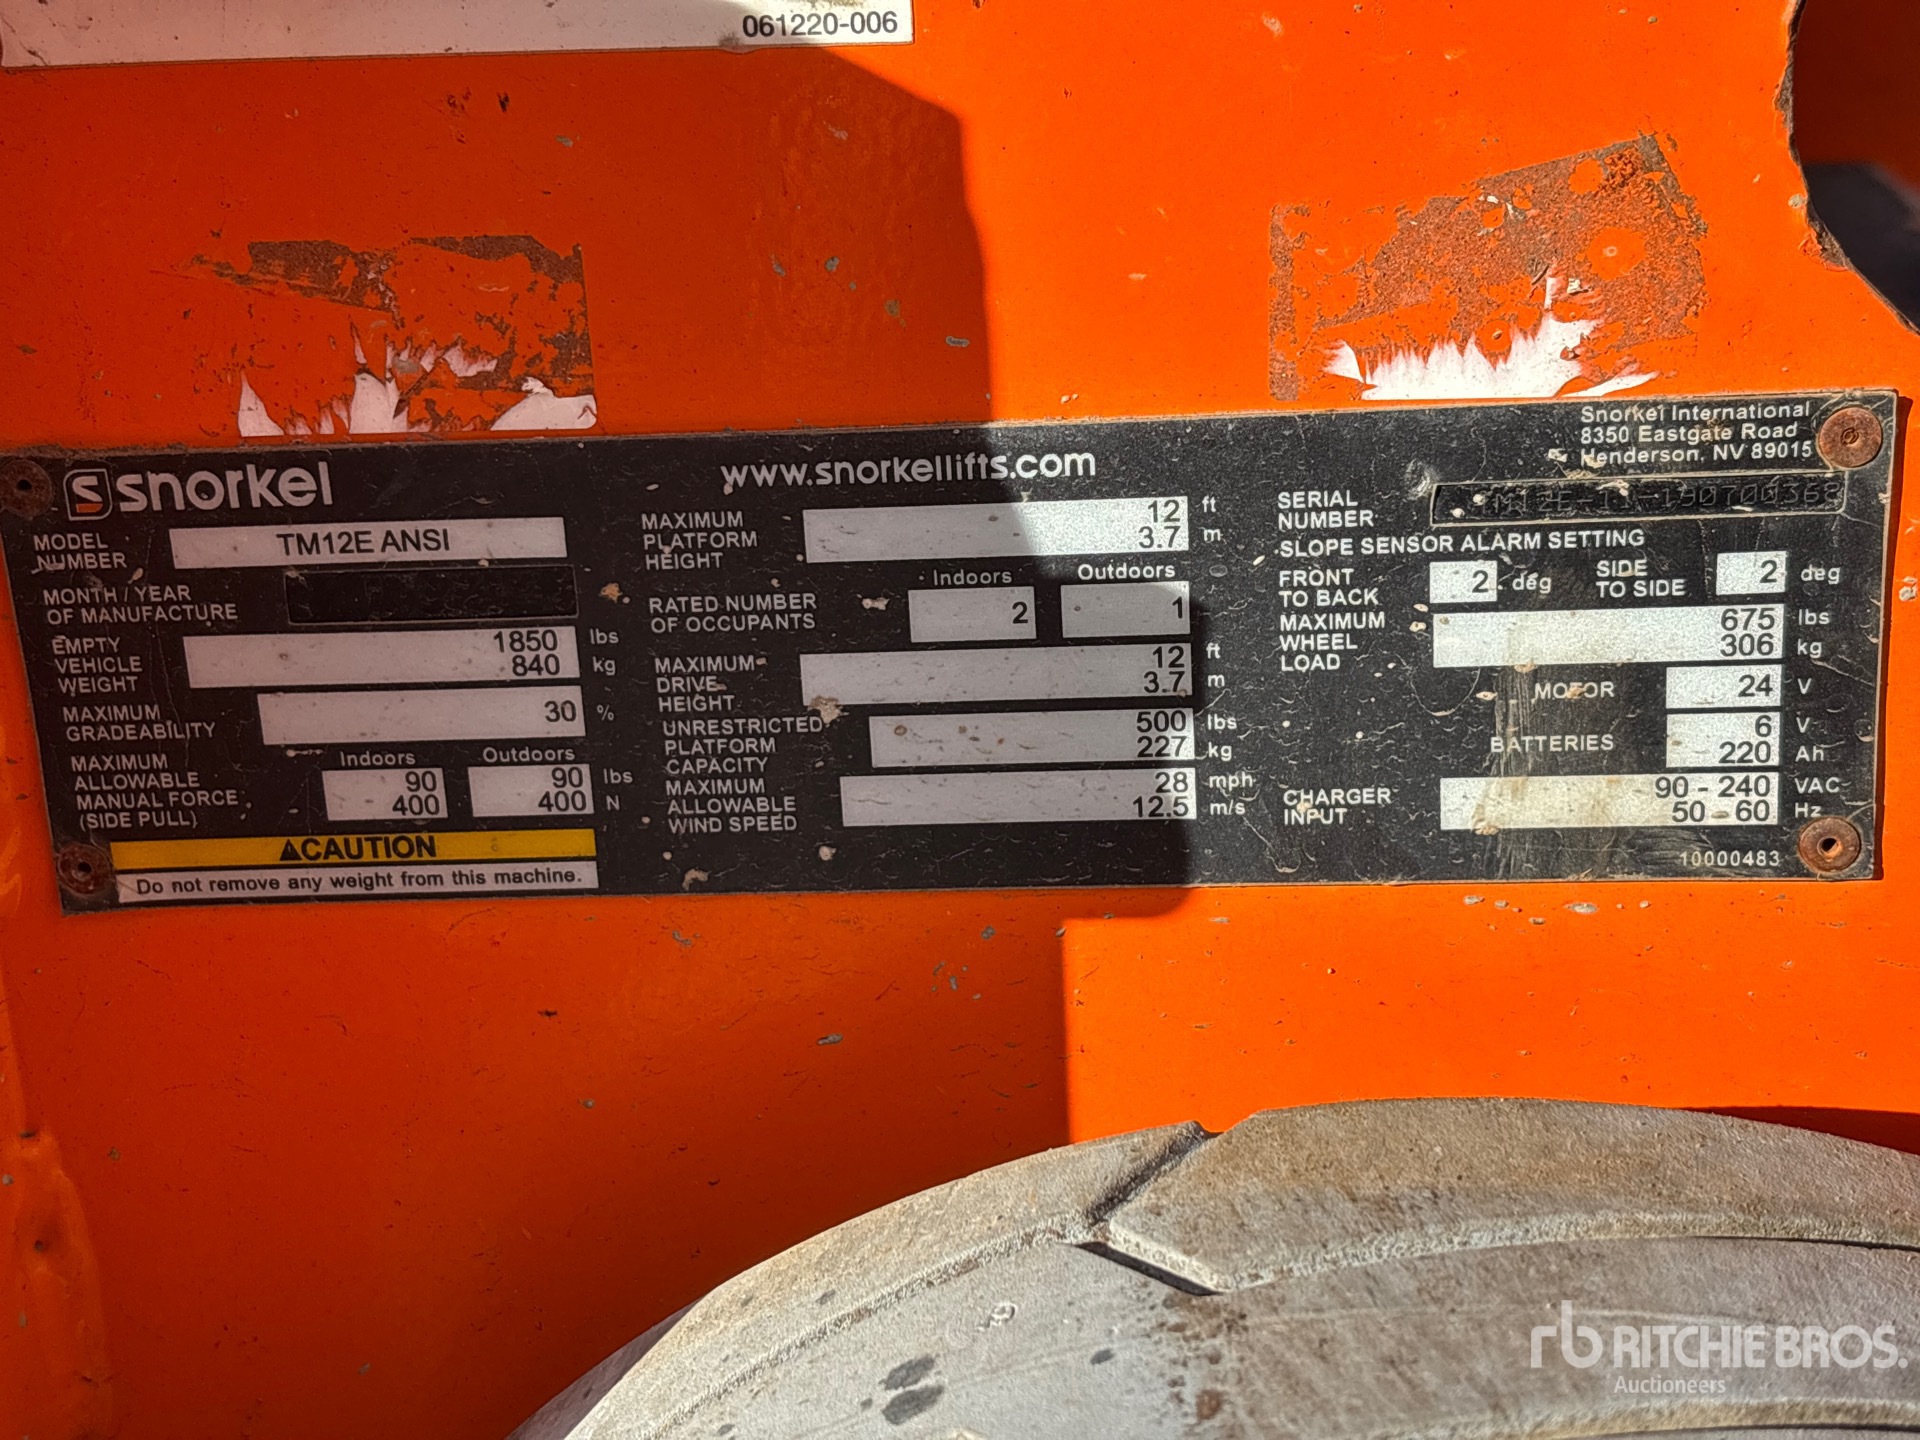 061220-006
snorkel
www.snorkellifts.com
Snorkel International
8350 Eastgate Road
Henderson, NV 89015
MODEL NUMBER TM12E ANSI
MONTH / YEAR OF MANUFACTURE
EMPTY VEHICLE WEIGHT
1850 lbs
840 kg
MAXIMUM GRADEABILITY 30 %
MAXIMUM ALLOWABLE MANUAL FORCE (SIDE PULL)
Indoors Outdoors
90 90 lbs
400 400 N
CAUTION
Do not remove any weight from this machine.
MAXIMUM PLATFORM HEIGHT
12 ft
3.7 m
Indoors Outdoors
RATED NUMBER OF OCCUPANTS 2 1
MAXIMUM DRIVE HEIGHT
12 ft
3.7 m
UNRESTRICTED PLATFORM CAPACITY
500 lbs
227 kg
MAXIMUM ALLOWABLE WIND SPEED
28 mph
12.5 m/s
SERIAL NUMBER
SLOPE SENSOR ALARM SETTING
FRONT TO BACK 2 deg SIDE TO SIDE 2 deg
MAXIMUM WHEEL LOAD
675 lbs
306 kg
MOTOR 24 V
BATTERIES
6 V
220 Ah
CHARGER INPUT
90 - 240 VAC
50 - 60 Hz
10000483
rb RITCHIE BROS.
Auctioneers